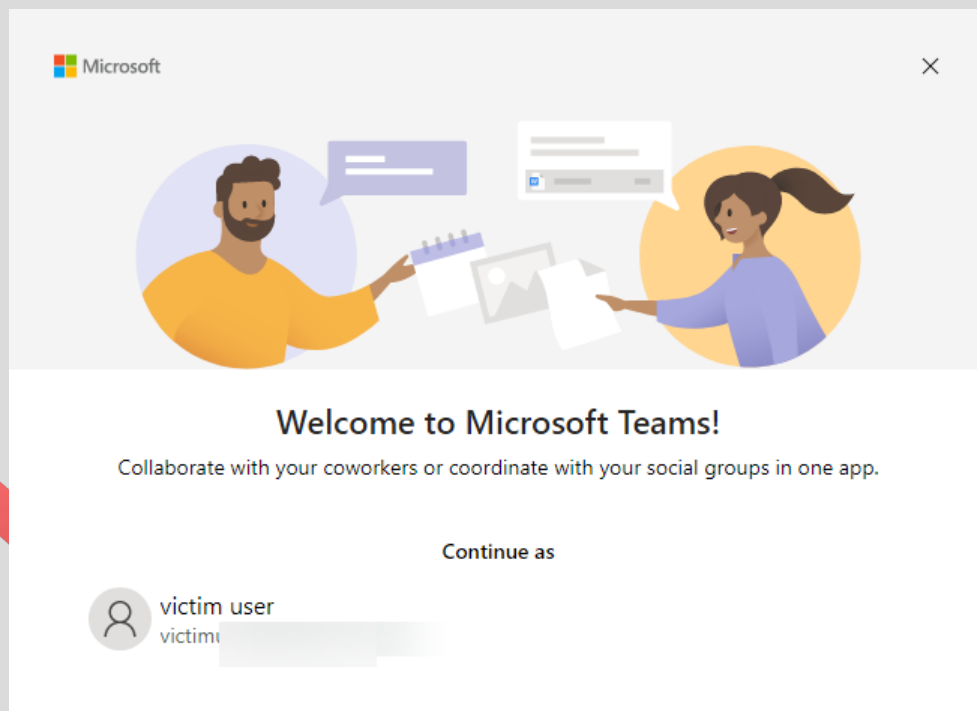 Microsoft
Welcome to Microsoft Teams!
Collaborate with your coworkers or coordinate with your social groups in one app.
Continue as
victim user